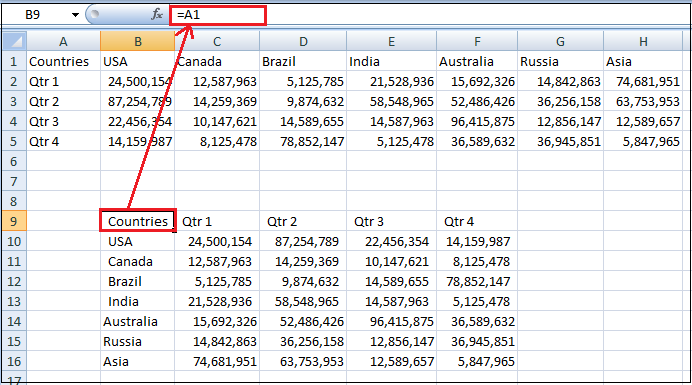 B9 fx =A1
A B C D E F G H
1 Countries USA Canada Brazil India Australia Russia Asia
2 Qtr 1 24,500,154 12,587,963 5,125,785 21,528,936 15,692,326 14,842,863 74,681,951
3 Qtr 2 87,254,789 14,259,369 9,874,632 58,548,965 52,486,426 36,256,158 63,753,953
4 Qtr 3 22,456,354 10,147,621 14,589,655 14,587,963 96,415,875 12,856,147 12,589,657
5 Qtr 4 14,159,987 8,125,478 78,852,147 5,125,478 36,589,632 36,945,851 5,847,965
6
7
8
9 Countries Qtr 1 Qtr 2 Qtr 3 Qtr 4
10 USA 24,500,154 87,254,789 22,456,354 14,159,987
11 Canada 12,587,963 14,259,369 10,147,621 8,125,478
12 Brazil 5,125,785 9,874,632 14,589,655 78,852,147
13 India 21,528,936 58,548,965 14,587,963 5,125,478
14 Australia 15,692,326 52,486,426 96,415,875 36,589,632
15 Russia 14,842,863 36,256,158 12,856,147 36,945,851
16 Asia 74,681,951 63,753,953 12,589,657 5,847,965
17